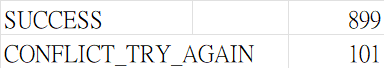 SUCCESS 899
CONFLICT_TRY_AGAIN 101